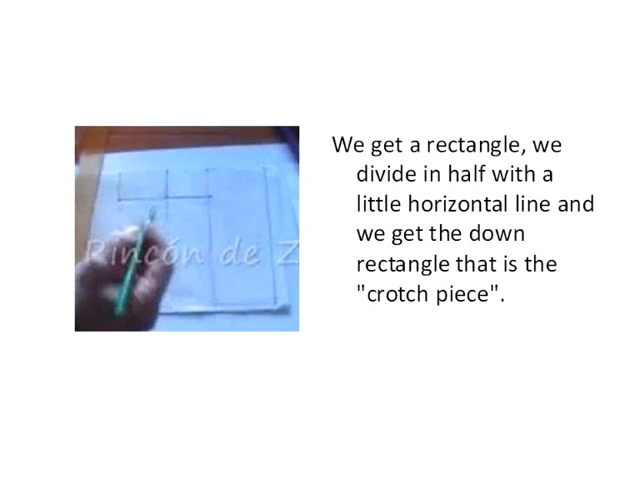 We get a rectangle, we
divide in half with a
little horizontal line and
we get the down
rectangle that is the
"crotch piece".
Rincón de Z